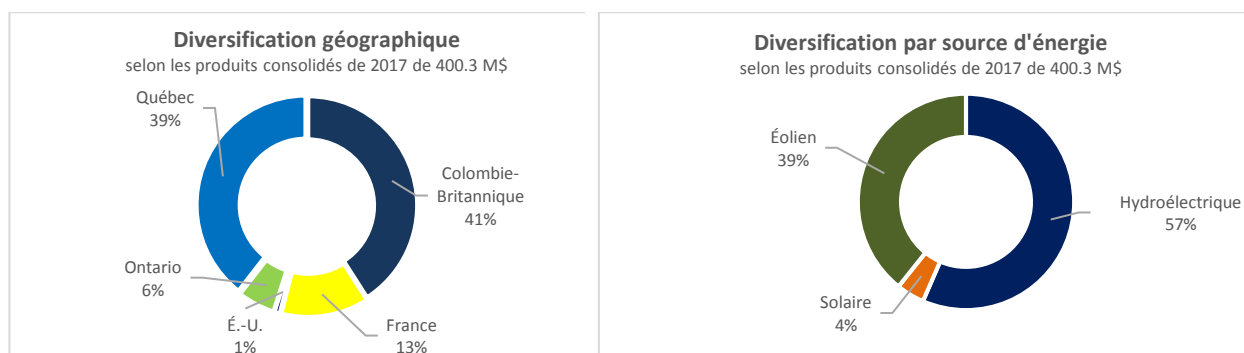 Diversification géographique
selon les produits consolidés de 2017 de 400.3 M$
Québec
39%
Colombie-
Britannique
41%
Ontario
6%
É.-U.
1%
France
13%
Diversification par source d'énergie
selon les produits consolidés de 2017 de 400.3 M$
Éolien
39%
Hydroélectrique
57%
Solaire
4%